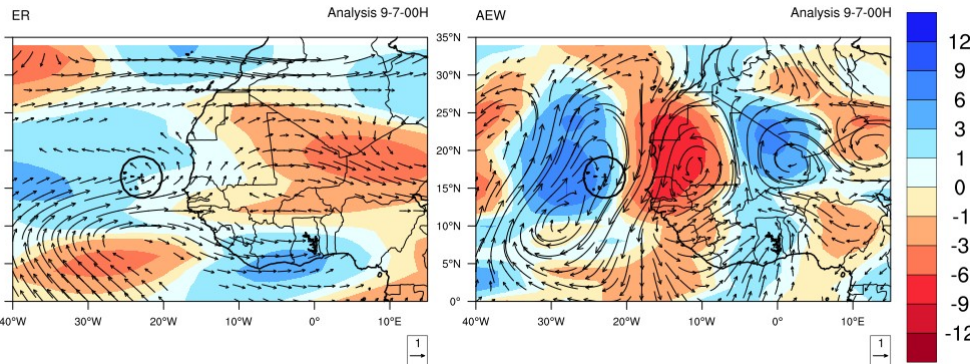 ER Analysis 9-7-00H
AEW Analysis 9-7-00H
35°N
30°N
25°N
20°N
15°N
10°N
5°N
0°
40°W 30°W 20°W 10°W 0° 10°E
30°W 20°W 10°W 0° 10°E
1
1
12
9
6
3
1
0
-1
-3
-6
-9
-12